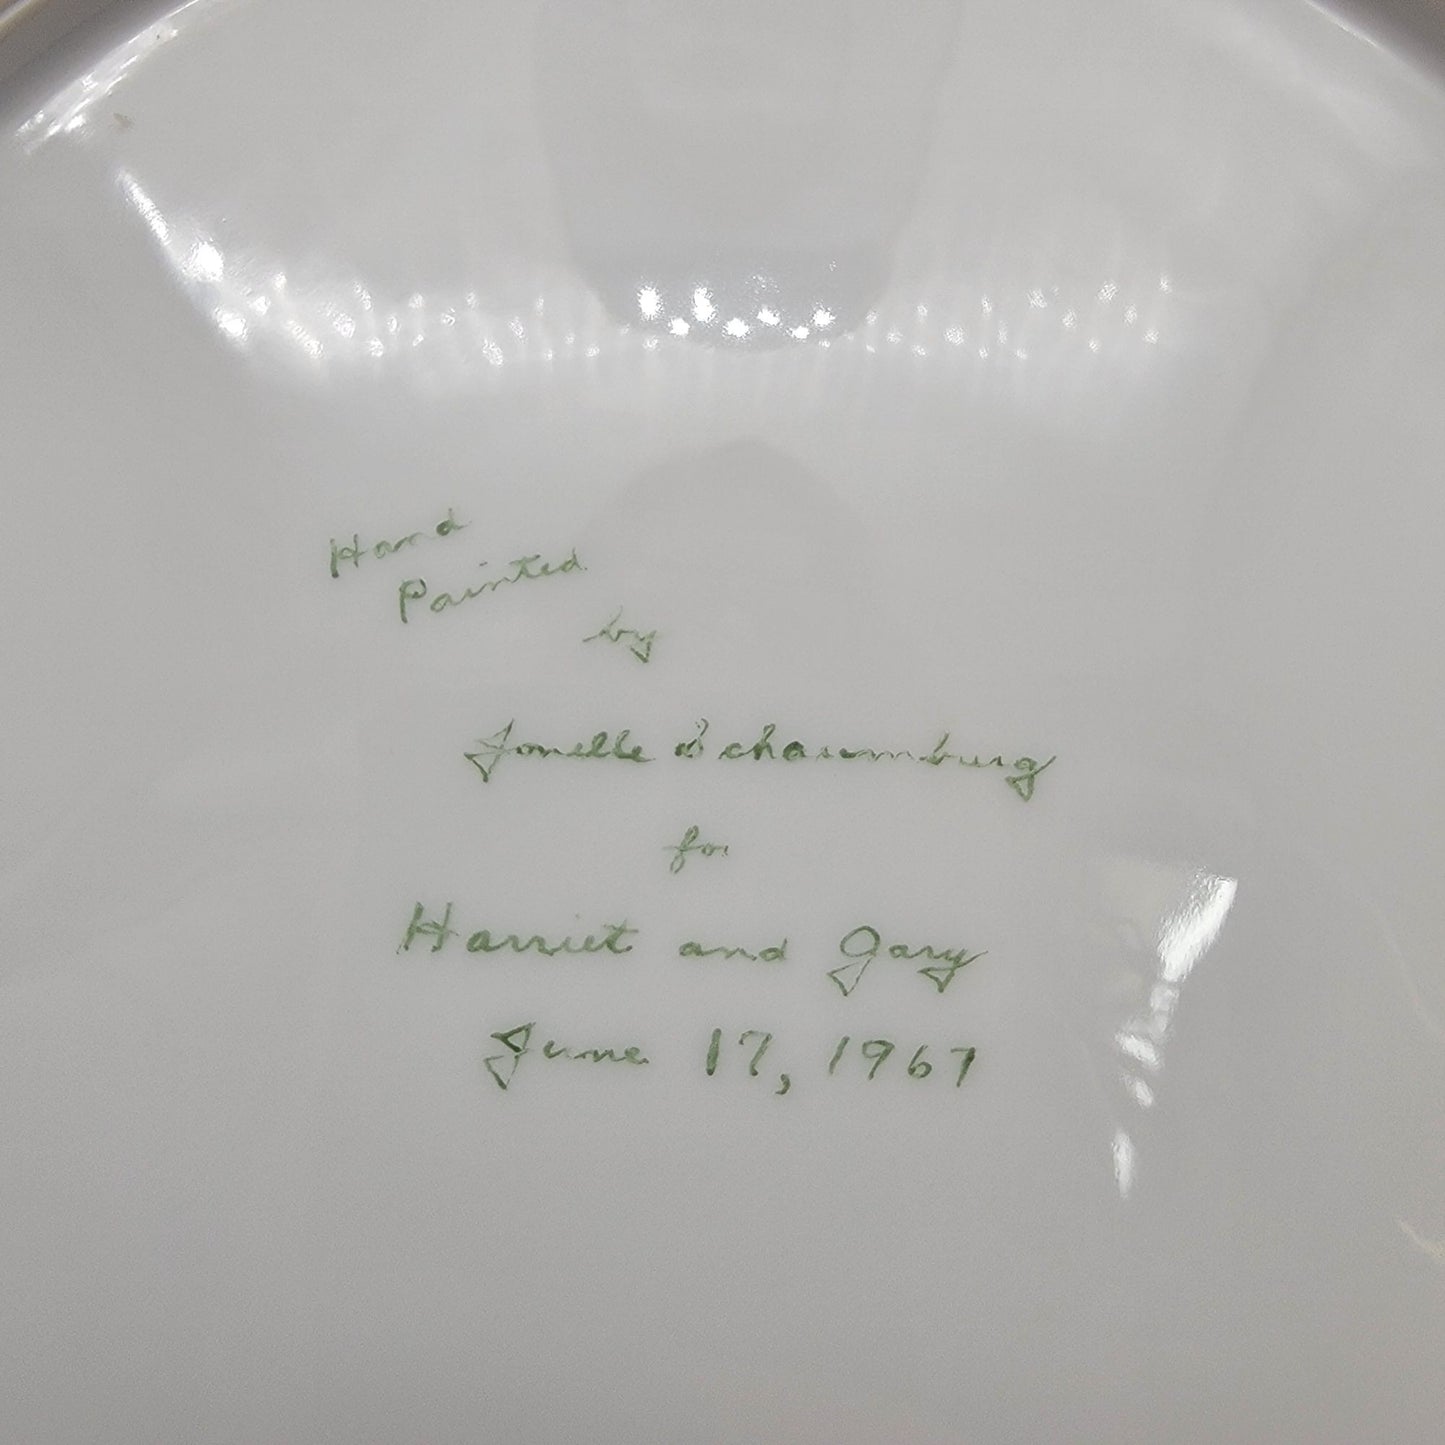 Hand
Painted
by
Jonelle Schaumburg
for
Harriet and Gary
June 17, 1967